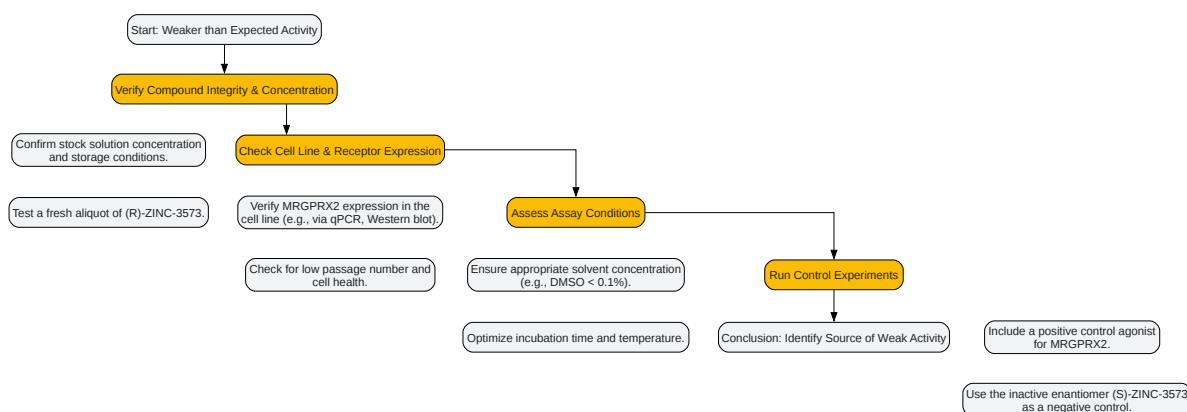 Start: Weaker than Expected Activity
Verify Compound Integrity & Concentration
Confirm stock solution concentration
and storage conditions.
Check Cell Line & Receptor Expression
Test a fresh aliquot of (R)-ZINC-3573.
Verify MRGPRX2 expression in the
cell line (e.g., via qPCR, Western blot).
Assess Assay Conditions
Check for low passage number and
cell health.
Ensure appropriate solvent concentration
(e.g., DMSO < 0.1%).
Run Control Experiments
Optimize incubation time and temperature.
Conclusion: Identify Source of Weak Activity
Include a positive control agonist
for MRGPRX2.
Use the inactive enantiomer (S)-ZINC-3573
as a negative control.